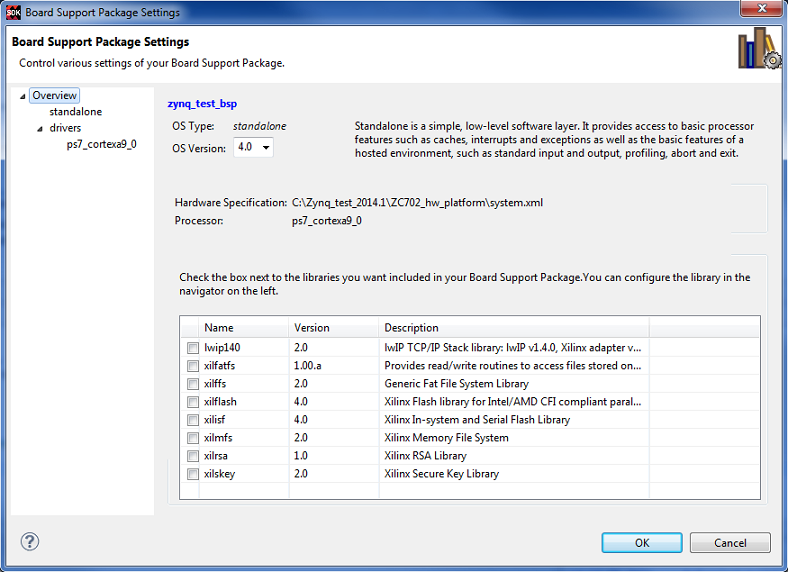 SDK Board Support Package Settings
Board Support Package Settings
Control various settings of your Board Support Package.
Overview
standalone
drivers
ps7_cortexa9_0
zynq_test_bsp
OS Type: standalone
OS Version: 4.0
Standalone is a simple, low-level software layer. It provides access to basic processor
features such as caches, interrupts and exceptions as well as the basic features of a
hosted environment, such as standard input and output, profiling, abort and exit.
Hardware Specification: C:\Zynq_test_2014.1\ZC702_hw_platform\system.xml
Processor: ps7_cortexa9_0
Check the box next to the libraries you want included in your Board Support Package.You can configure the library in the
navigator on the left.
Name Version Description
lwip140 2.0 lwIP TCP/IP Stack library: lwIP v1.4.0, Xilinx adapter v...
xilfatfs 1.00.a Provides read/write routines to access files stored on...
xilffs 2.0 Generic Fat File System Library
xilflash 4.0 Xilinx Flash library for Intel/AMD CFI compliant paral...
xilisf 4.0 Xilinx In-system and Serial Flash Library
xilmfs 2.0 Xilinx Memory File System
xilrsa 1.0 Xilinx RSA Library
xilskey 2.0 Xilinx Secure Key Library
?
OK Cancel